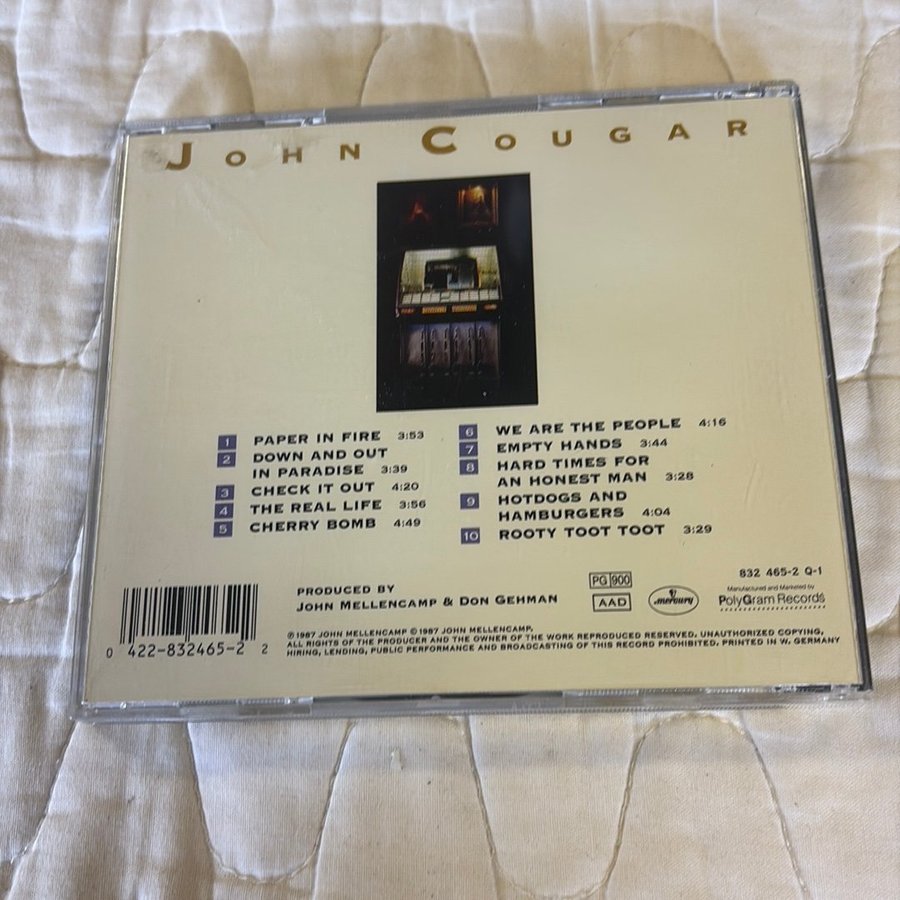 JOHN COUGAR
1 PAPER IN FIRE 3:53
2 DOWN AND OUT
IN PARADISE 3:39
3 CHECK IT OUT 4:20
4 THE REAL LIFE 3:56
5 CHERRY BOMB 4:49
6 WE ARE THE PEOPLE 4:16
7 EMPTY HANDS 3:44
8 HARD TIMES FOR
AN HONEST MAN 3:28
9 HOTDOGS AND
HAMBURGERS 4:04
10 ROOTY TOOT TOOT 3:29
832 465-2 Q-1
PRODUCED BY
JOHN MELLENCAMP & DON GEHMAN
PG 900
AAD
mercury
Manufactured and Marketed by
PolyGram Records
0 422-832465-2 2
℗ 1987 JOHN MELLENCAMP © 1987 JOHN MELLENCAMP.
ALL RIGHTS OF THE PRODUCER AND THE OWNER OF THE WORK REPRODUCED RESERVED. UNAUTHORIZED COPYING,
HIRING, LENDING, PUBLIC PERFORMANCE AND BROADCASTING OF THIS RECORD PROHIBITED. PRINTED IN W. GERMANY